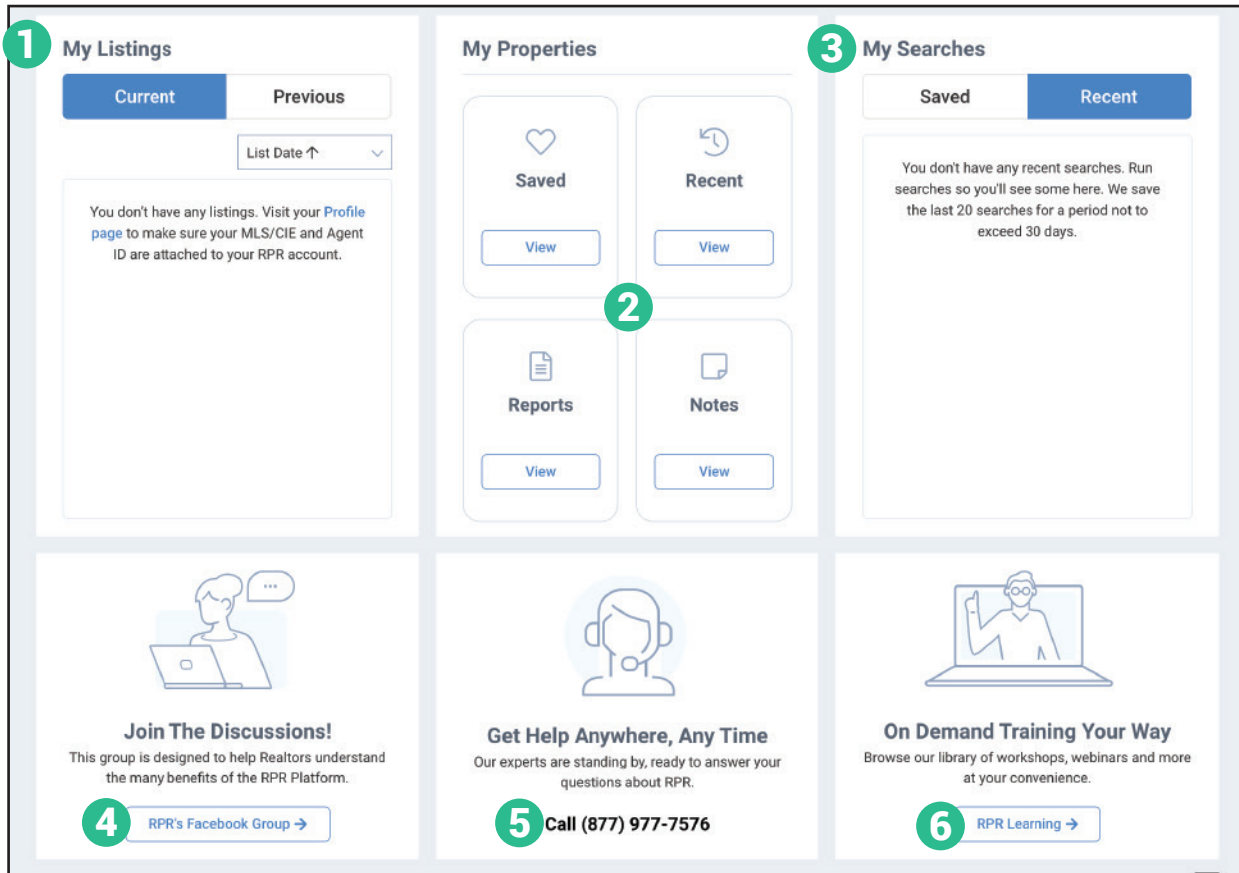 1
My Listings
Current
Previous
List Date ↑
You don't have any listings. Visit your Profile
page to make sure your MLS/CIE and Agent
ID are attached to your RPR account.
My Properties
Saved
View
Recent
View
2
Reports
View
Notes
View
3
My Searches
Saved
Recent
You don't have any recent searches. Run
searches so you'll see some here. We save
the last 20 searches for a period not to
exceed 30 days.
...
Join The Discussions!
This group is designed to help Realtors understand
the many benefits of the RPR Platform.
4
RPR's Facebook Group →
Get Help Anywhere, Any Time
Our experts are standing by, ready to answer your
questions about RPR.
5
Call (877) 977-7576
On Demand Training Your Way
Browse our library of workshops, webinars and more
at your convenience.
6
RPR Learning →